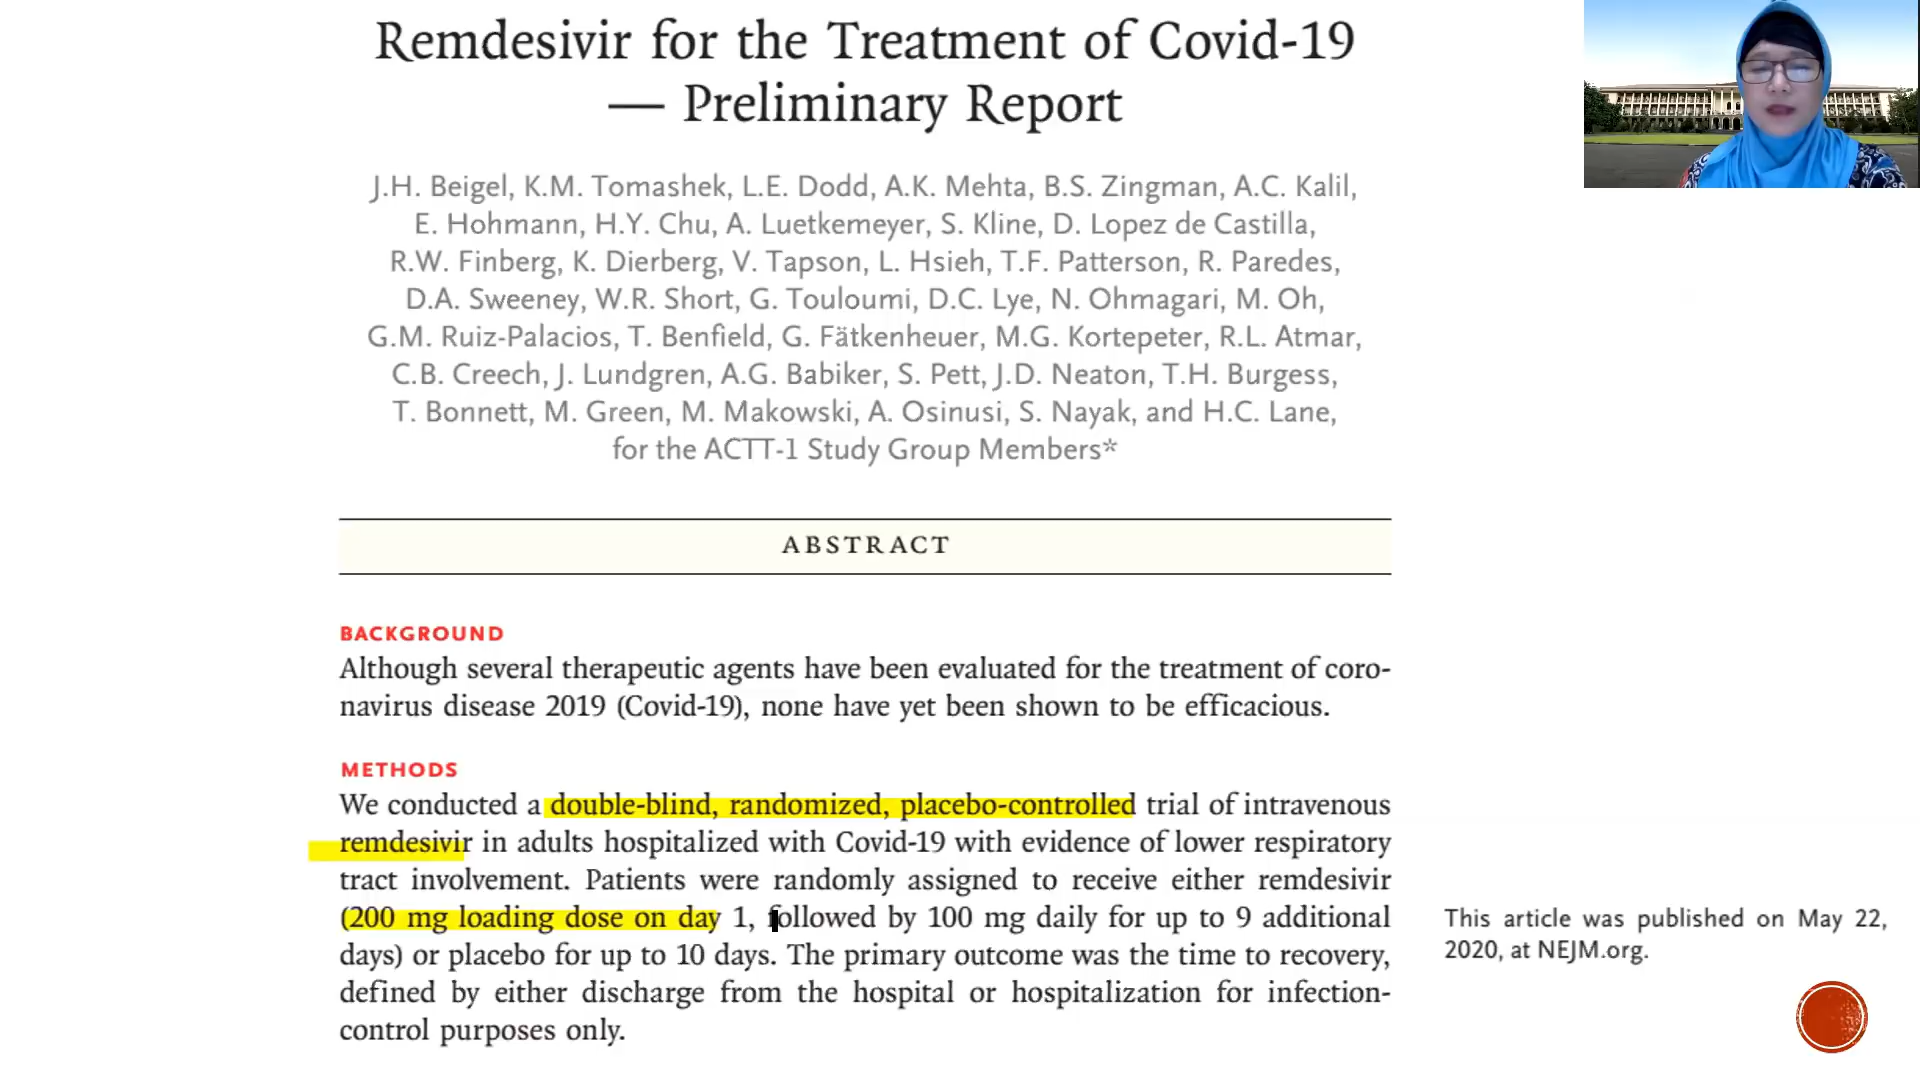 Remdesivir for the Treatment of Covid-19
— Preliminary Report
J.H. Beigel, K.M. Tomashek, L.E. Dodd, A.K. Mehta, B.S. Zingman, A.C. Kalil,
E. Hohmann, H.Y. Chu, A. Luetkemeyer, S. Kline, D. Lopez de Castilla,
R.W. Finberg, K. Dierberg, V. Tapson, L. Hsieh, T.F. Patterson, R. Paredes,
D.A. Sweeney, W.R. Short, G. Touloumi, D.C. Lye, N. Ohmagari, M. Oh,
G.M. Ruiz-Palacios, T. Benfield, G. Fätkenheuer, M.G. Kortepeter, R.L. Atmar,
C.B. Creech, J. Lundgren, A.G. Babiker, S. Pett, J.D. Neaton, T.H. Burgess,
T. Bonnett, M. Green, M. Makowski, A. Osinusi, S. Nayak, and H.C. Lane,
for the ACTT-1 Study Group Members*
ABSTRACT
BACKGROUND
Although several therapeutic agents have been evaluated for the treatment of coro-
navirus disease 2019 (Covid-19), none have yet been shown to be efficacious.
METHODS
We conducted a double-blind, randomized, placebo-controlled trial of intravenous
remdesivir in adults hospitalized with Covid-19 with evidence of lower respiratory
tract involvement. Patients were randomly assigned to receive either remdesivir
(200 mg loading dose on day 1, followed by 100 mg daily for up to 9 additional
days) or placebo for up to 10 days. The primary outcome was the time to recovery,
defined by either discharge from the hospital or hospitalization for infection-
control purposes only.
This article was published on May 22,
2020, at NEJM.org.